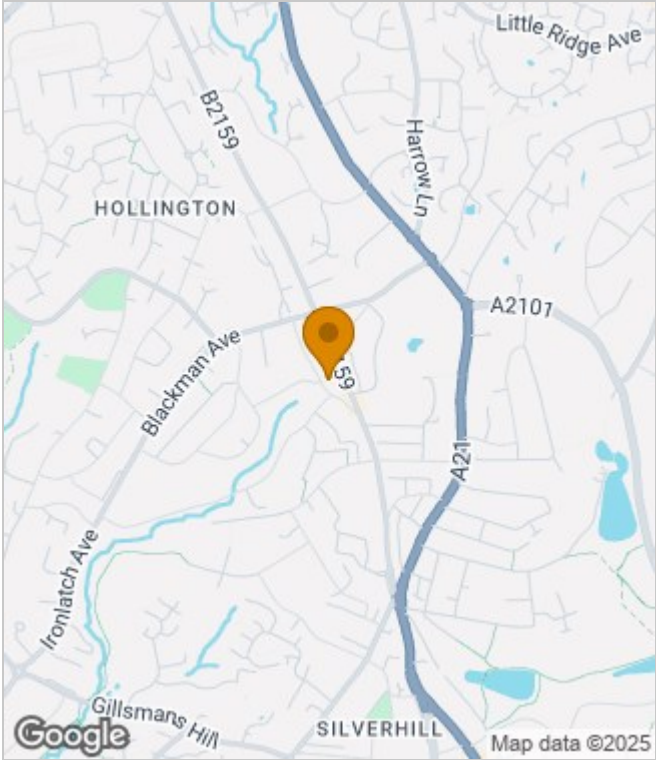 Little Ridge Ave
B2159
Harrow Ln
HOLLINGTON
A2101
Blackman Ave
159
A21
Ironlatch Ave
Gillsmans Hill
SILVERHILL
Google
Map data ©2025